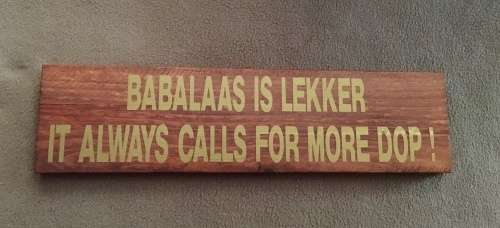 BABALAAS IS LEKKER
IT ALWAYS CALLS FOR MORE DOP !